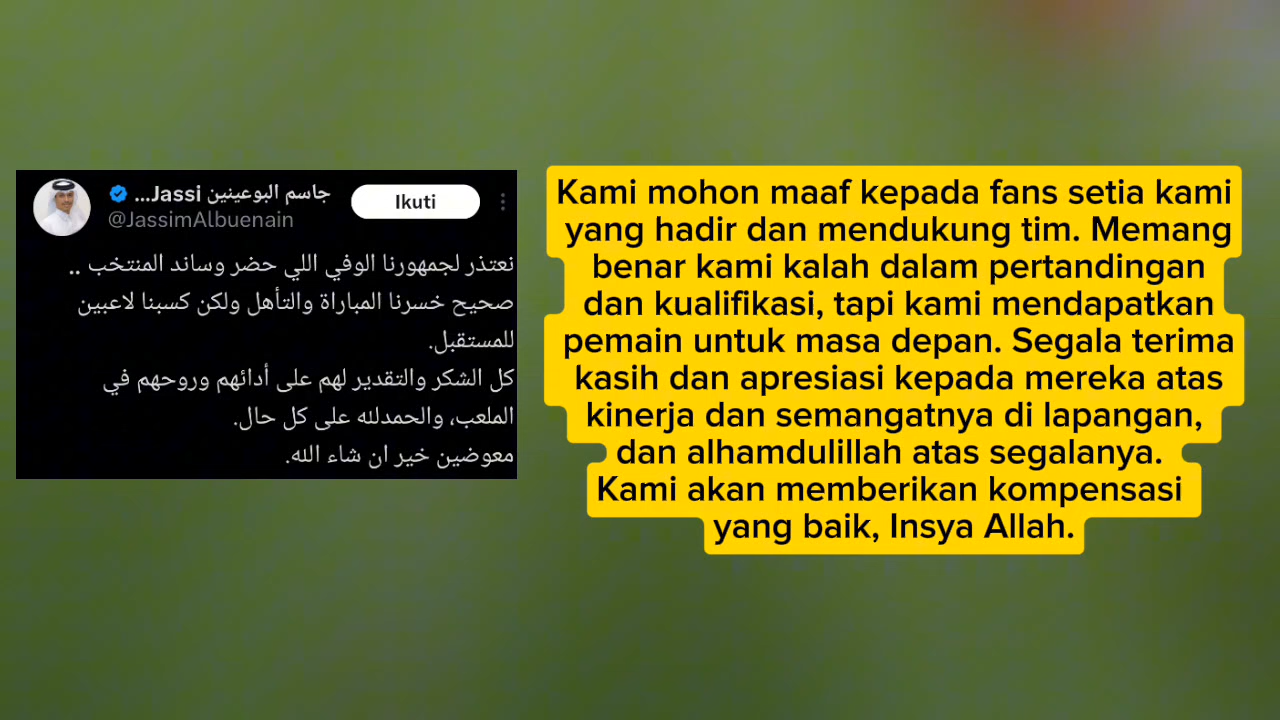 جاسم البوعينين Jassi...
Ikuti
@JassimAlbuenain
نعتذر لجمهورنا الوفي اللي حضر وساند المنتخب ..
صحيح خسرنا المباراة والتأهل ولكن كسبنا لاعبين
للمستقبل.
كل الشكر والتقدير لهم على أدائهم وروحهم في
الملعب، والحمدلله على كل حال.
معوضين خير ان شاء الله.
Kami mohon maaf kepada fans setia kami
yang hadir dan mendukung tim. Memang
benar kami kalah dalam pertandingan
dan kualifikasi, tapi kami mendapatkan
pemain untuk masa depan. Segala terima
kasih dan apresiasi kepada mereka atas
kinerja dan semangatnya di lapangan,
dan alhamdulillah atas segalanya.
Kami akan memberikan kompensasi
yang baik, Insya Allah.